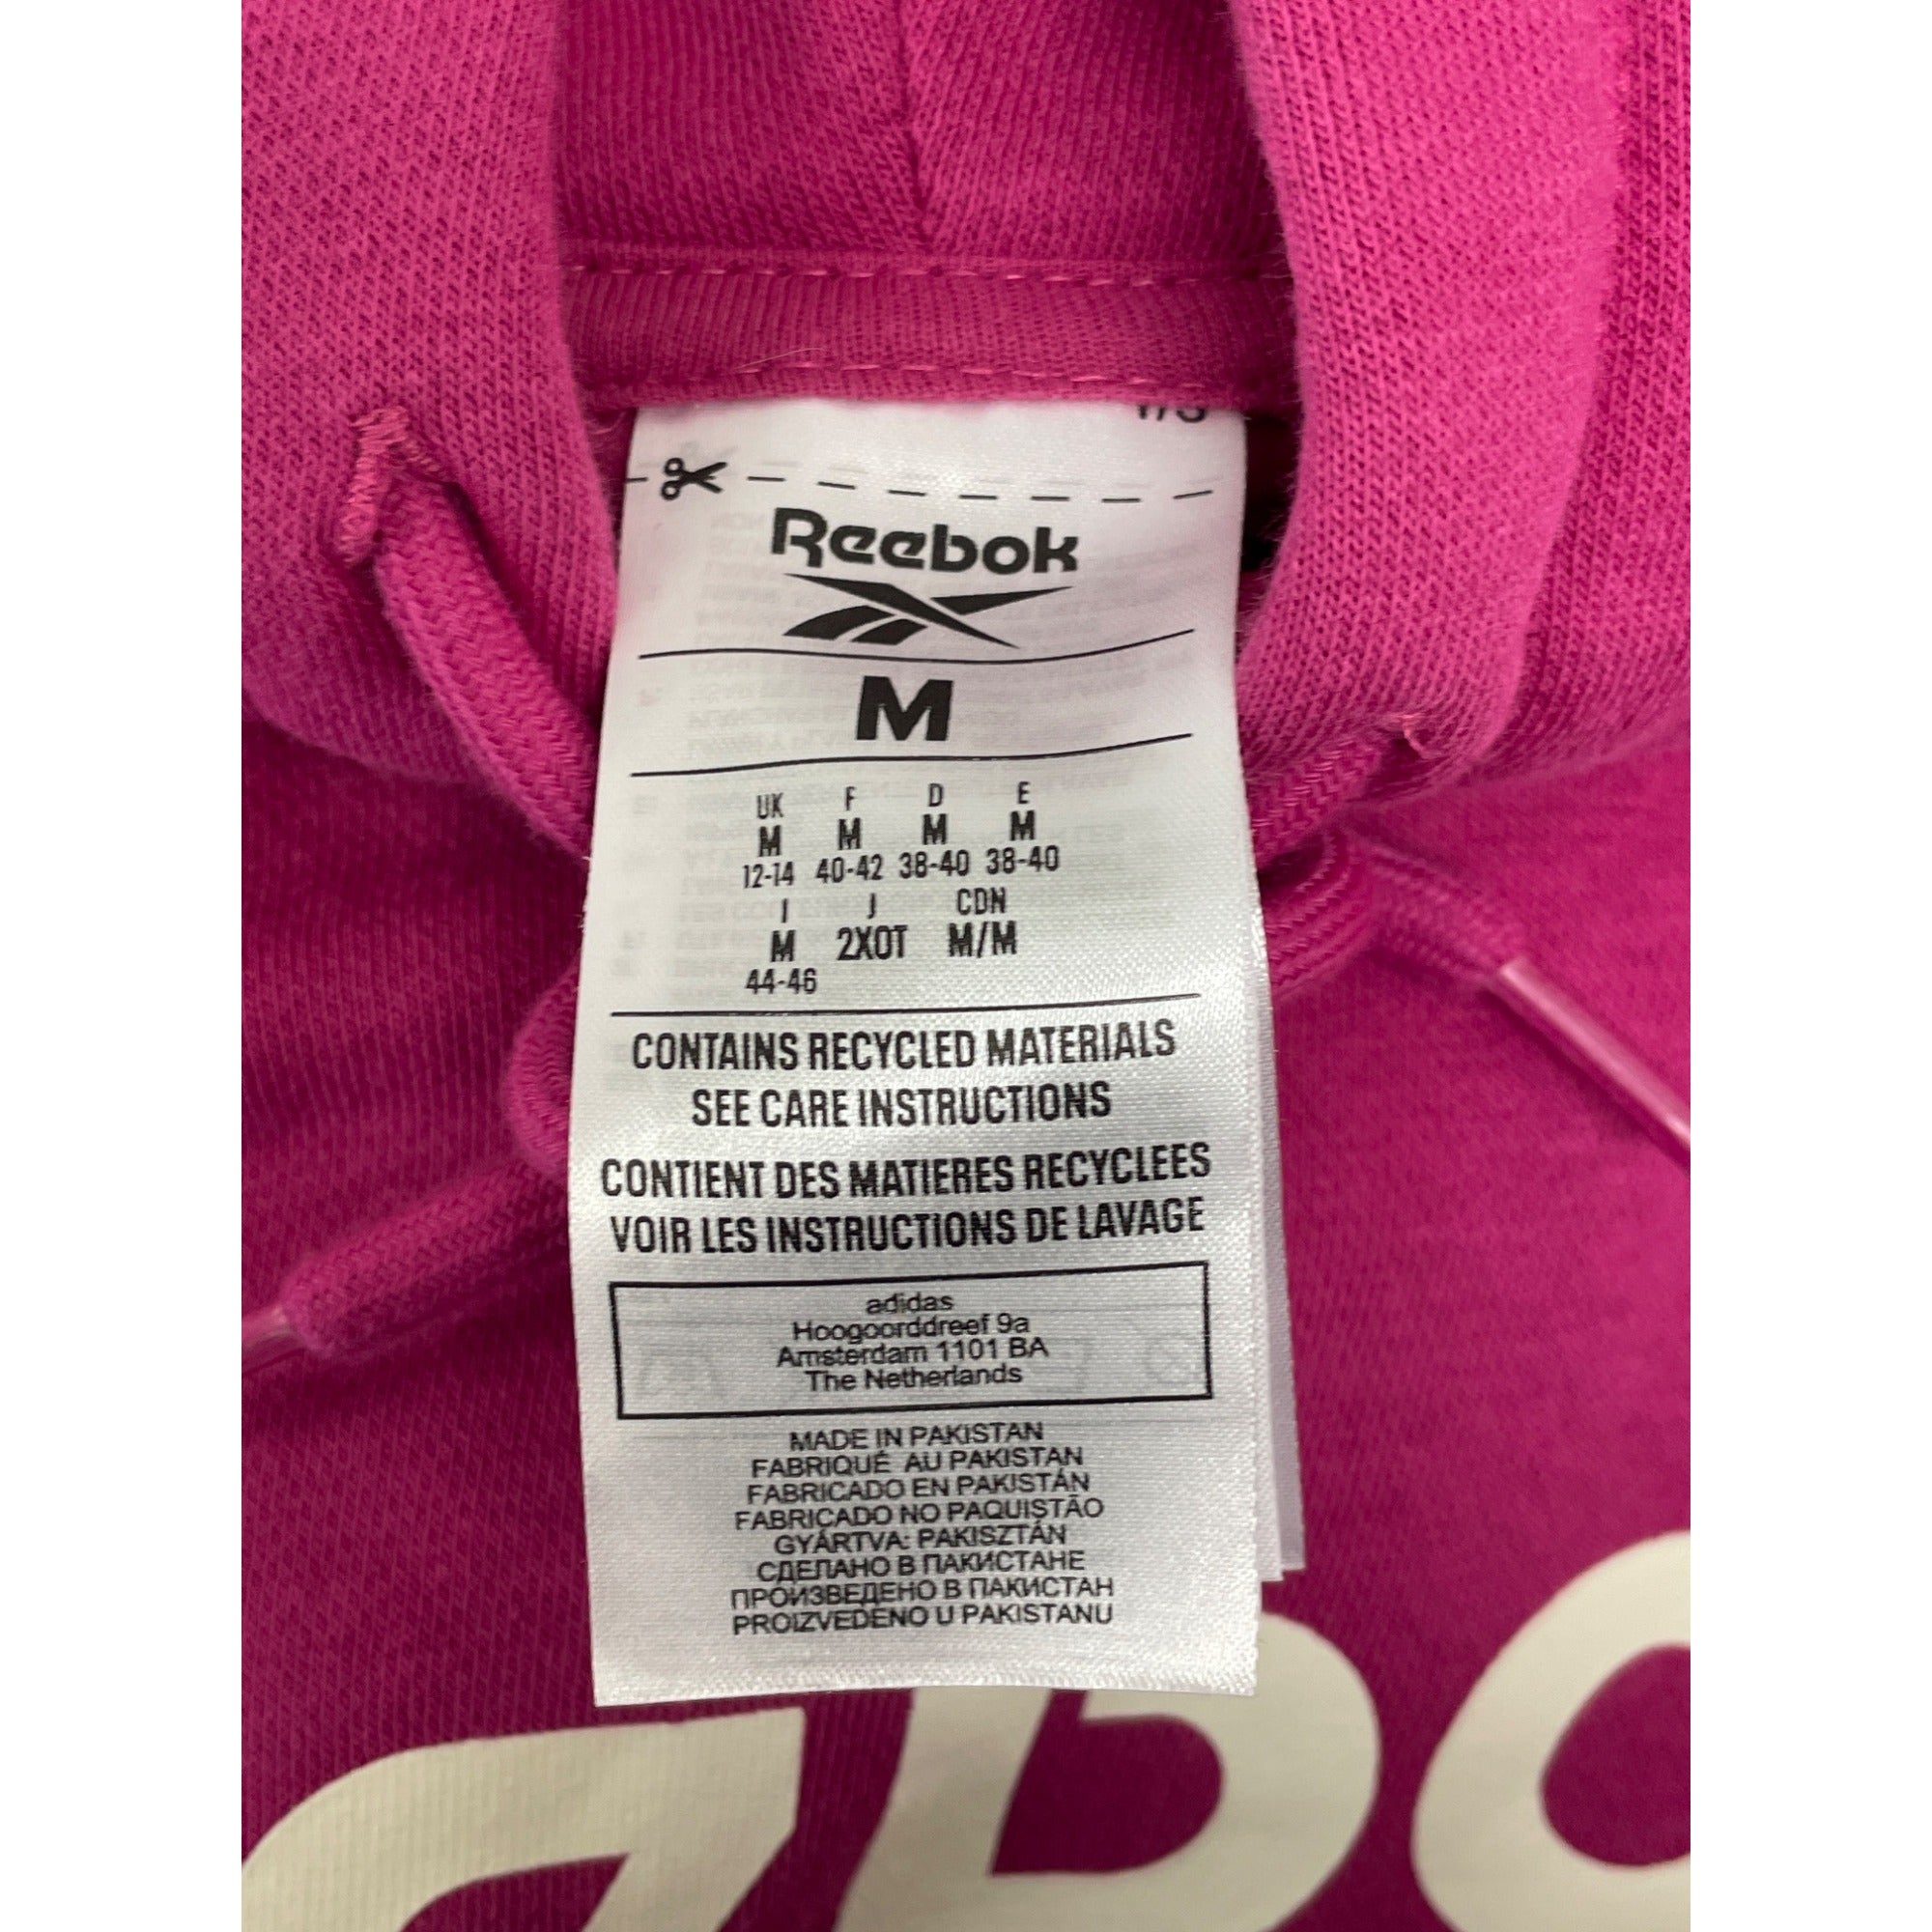 Reebok
M
UK F D E
M M M M
12-14 40-42 38-40 38-40
I J CDN
M 2XOT M/M
44-46
CONTAINS RECYCLED MATERIALS
SEE CARE INSTRUCTIONS
CONTIENT DES MATIERES RECYCLEES
VOIR LES INSTRUCTIONS DE LAVAGE
adidas
Hoogoorddreef 9a
Amsterdam 1101 BA
The Netherlands
MADE IN PAKISTAN
FABRIQUÉ AU PAKISTAN
FABRICADO EN PAKISTÁN
FABRICADO NO PAQUISTÃO
GYÁRTVA: PAKISZTÁN
СДЕЛАНО В ПАКИСТАНЕ
ПРОИЗВЕДЕНО В ПАКИСТАН
PROIZVEDENO U PAKISTANU